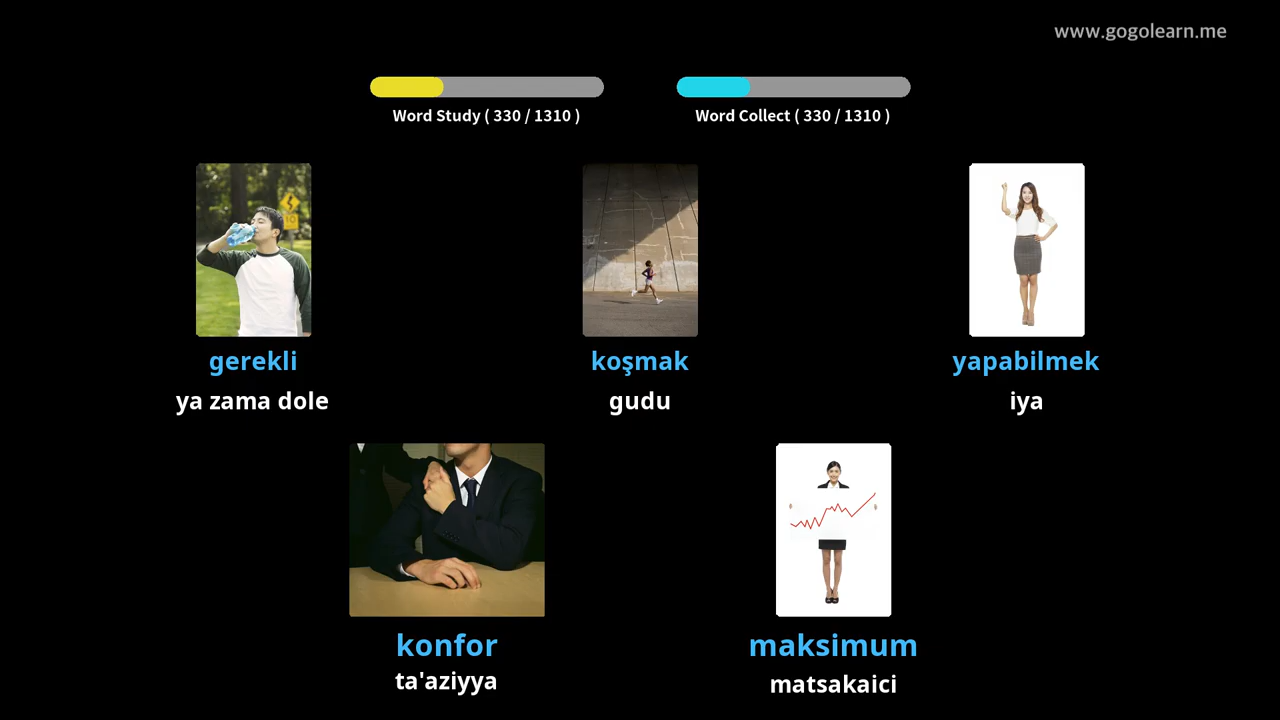 www.gogolearn.me
Word Study ( 330 / 1310 )
Word Collect ( 330 / 1310 )
gerekli
ya zama dole
koşmak
gudu
yapabilmek
iya
konfor
ta'aziyya
maksimum
matsakaici